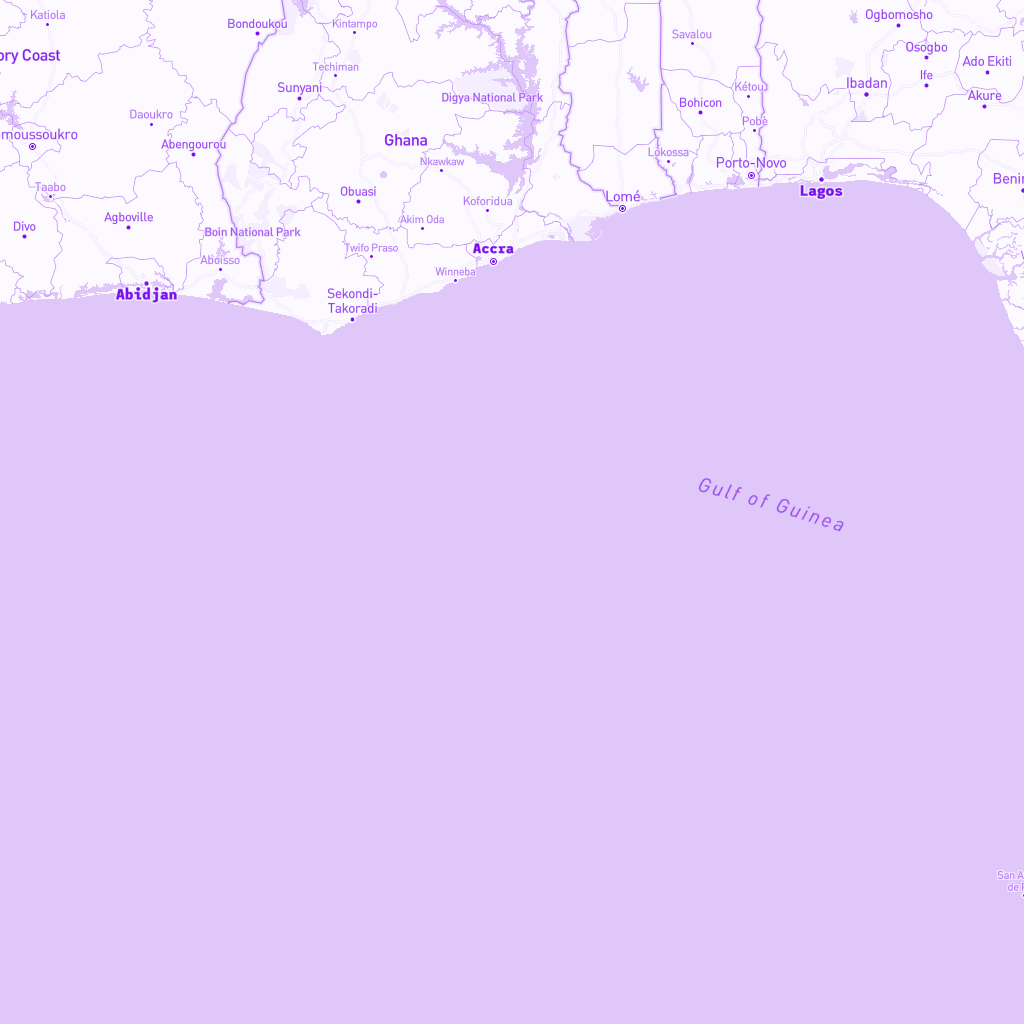 Katiola
Bondoukou
Kintampo
Savalou
Ogbomosho
Osogbo
ory Coast
Techiman
Ado Ekiti
Ife
Sunyani
Digya National Park
Kétou
Ibadan
Bohicon
Akure
Daoukro
Pobè
moussoukro
Abengourou
Ghana
Lokossa
Nkawkaw
Porto-Novo
Benin
Taabo
Obuasi
Koforidua
Lomé
Lagos
Divo
Agboville
Akim Oda
Boin National Park
Twifo Praso
Accra
Aboisso
Winneba
Abidjan
Sekondi-
Takoradi
Gulf of Guinea
San A
de